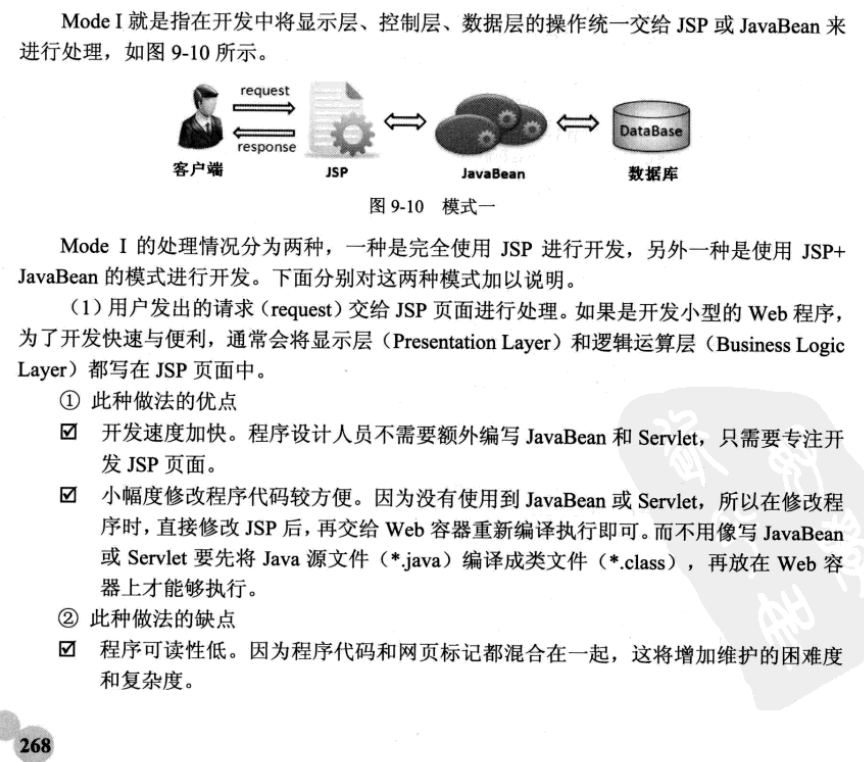 Mode I 就是指在开发中将显示层、控制层、数据层的操作统一交给 JSP 或 JavaBean 来
进行处理，如图 9-10 所示。
request
response
DataBase
客户端
JSP
JavaBean
数据库
图 9-10 模式一
Mode I 的处理情况分为两种，一种是完全使用 JSP 进行开发，另外一种是使用 JSP+
JavaBean 的模式进行开发。下面分别对这两种模式加以说明。
（1）用户发出的请求（request）交给 JSP 页面进行处理。如果是开发小型的 Web 程序，
为了开发快速与便利，通常会将显示层（Presentation Layer）和逻辑运算层（Business Logic
Layer）都写在 JSP 页面中。
① 此种做法的优点
☑ 开发速度加快。程序设计人员不需要额外编写 JavaBean 和 Servlet，只需要专注开
发 JSP 页面。
☑ 小幅度修改程序代码较方便。因为没有使用到 JavaBean 或 Servlet，所以在修改程
序时，直接修改 JSP 后，再交给 Web 容器重新编译执行即可。而不用像写 JavaBean
或 Servlet 要先将 Java 源文件（*.java）编译成类文件（*.class），再放在 Web 容
器上才能够执行。
② 此种做法的缺点
☑ 程序可读性低。因为程序代码和网页标记都混合在一起，这将增加维护的困难度
和复杂度。
268